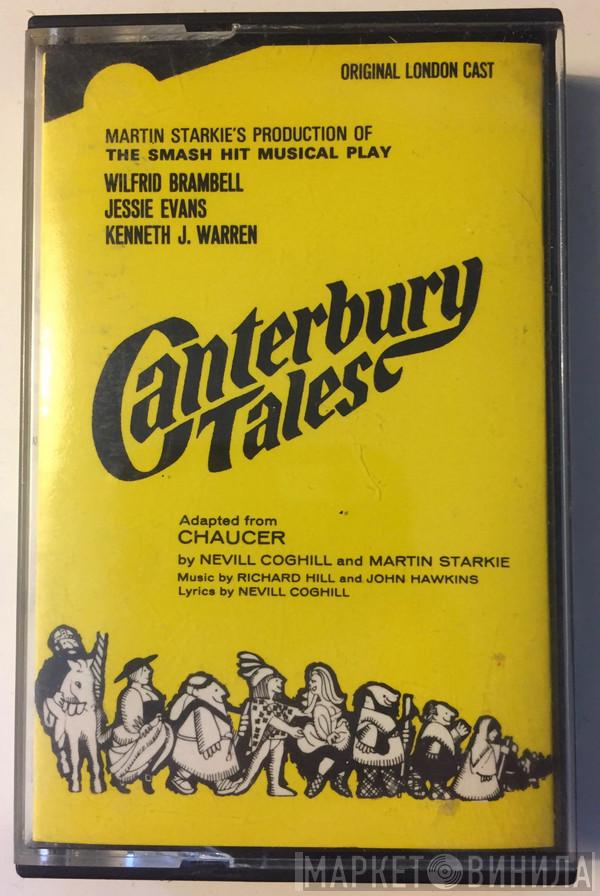 ORIGINAL LONDON CAST
MARTIN STARKIE'S PRODUCTION OF
THE SMASH HIT MUSICAL PLAY
WILFRID BRAMBELL
JESSIE EVANS
KENNETH J. WARREN
Canterbury
Tales
Adapted from
CHAUCER
by NEVILL COGHILL and MARTIN STARKIE
Music by RICHARD HILL and JOHN HAWKINS
Lyrics by NEVILL COGHILL
МАРКЕТ ВИНИЛА